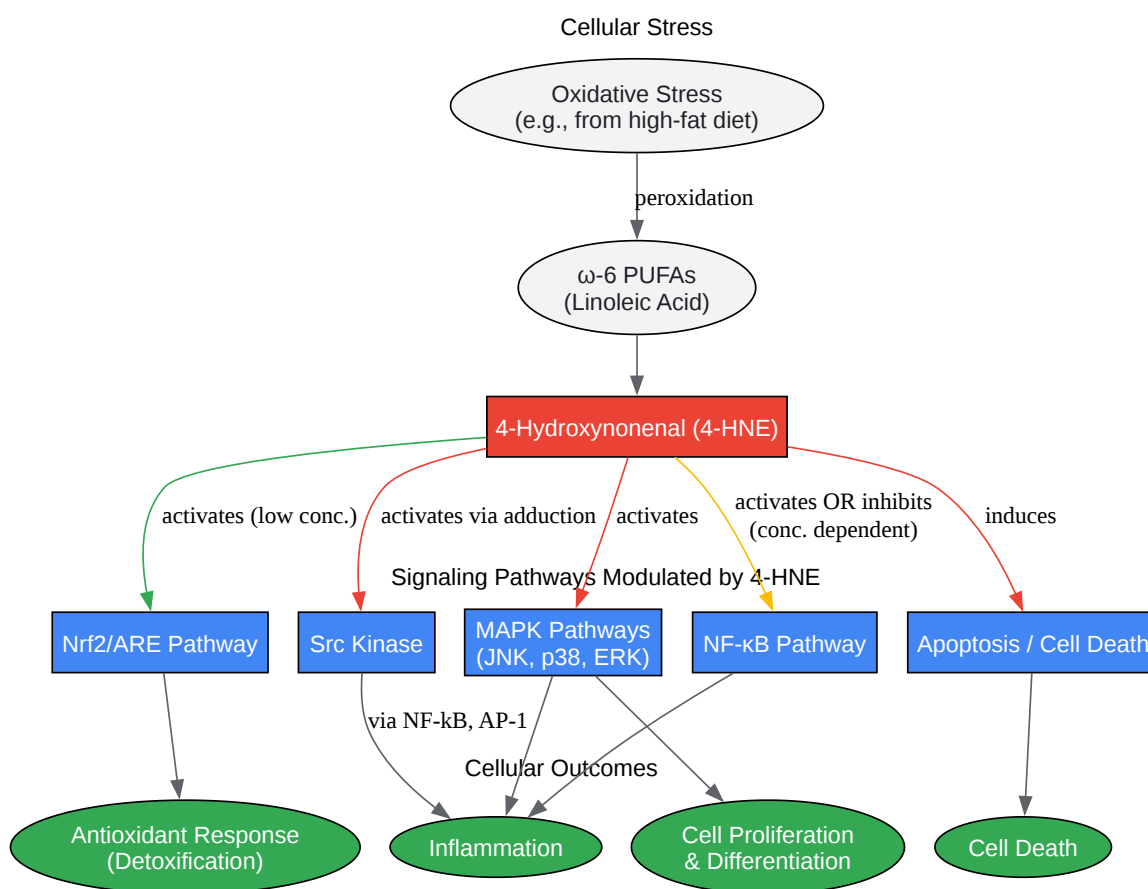 Cellular Stress
Oxidative Stress
(e.g., from high-fat diet)
peroxidation
ω-6 PUFAs
(Linoleic Acid)
4-Hydroxynonenal (4-HNE)
activates (low conc.)
activates via adduction
activates
activates OR inhibits
(conc. dependent)
induces
Signaling Pathways Modulated by 4-HNE
Nrf2/ARE Pathway
Src Kinase
MAPK Pathways
(JNK, p38, ERK)
NF-κB Pathway
Apoptosis / Cell Death
via NF-kB, AP-1
Cellular Outcomes
Antioxidant Response
(Detoxification)
Inflammation
Cell Proliferation
& Differentiation
Cell Death